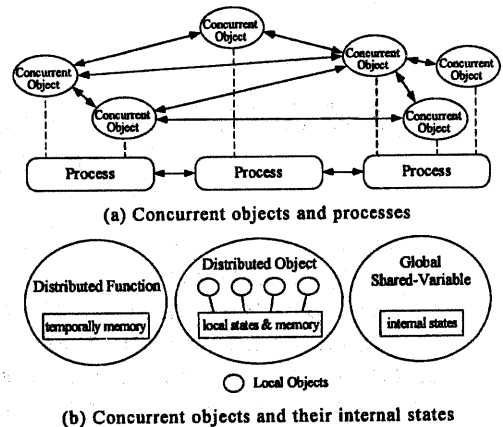 Concurrent
Object
Concurrent
Object
Concurrent
Object
Concurrent
Object
Concurrent
Object
Concurrent
Object
Process
Process
Process
(a) Concurrent objects and processes
Distributed Function
temporally memory
Distributed Object
local states & memory
Global
Shared-Variable
internal states
Local Objects
(b) Concurrent objects and their internal states